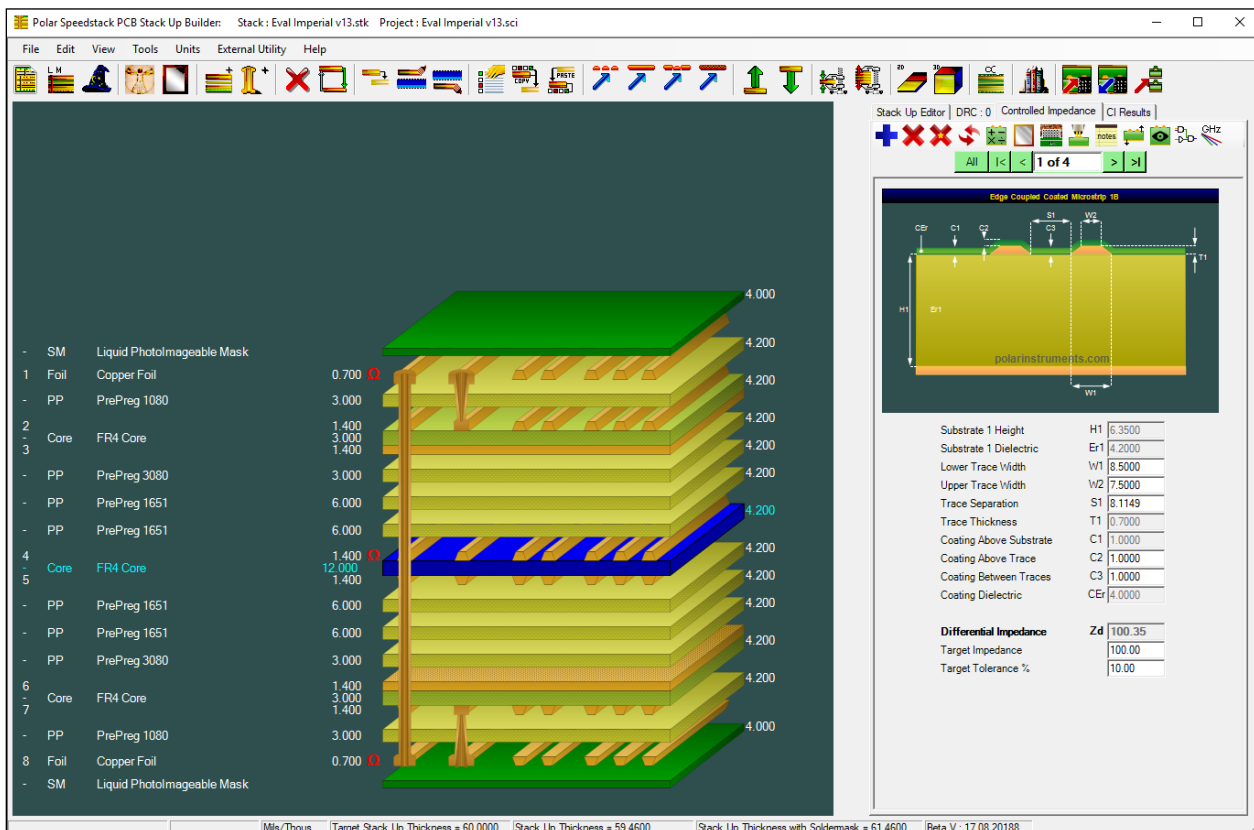 Polar Speedstack PCB Stack Up Builder: Stack : Eval Imperial v13.stk Project : Eval Imperial v13.sci
File Edit View Tools Units External Utility Help
L M
COPY
PASTE
2D
3D
Stack Up Editor DRC : 0 Controlled Impedance CI Results
notes
GHz
All |< < 1 of 4 > >|
Edge Coupled Coated Microstrip 1B
CEr C1 C2 S1 C3 W2
T1
H1 Er1
polarinstruments.com
W1
Substrate 1 Height H1 6.3500
Substrate 1 Dielectric Er1 4.2000
Lower Trace Width W1 8.5000
Upper Trace Width W2 7.5000
Trace Separation S1 8.1149
Trace Thickness T1 0.7000
Coating Above Substrate C1 1.0000
Coating Above Trace C2 1.0000
Coating Between Traces C3 1.0000
Coating Dielectric CEr 4.0000
Differential Impedance Zd 100.35
Target Impedance 100.00
Target Tolerance % 10.00
- SM Liquid PhotoImageable Mask
1 Foil Copper Foil 0.700 Ω
- PP PrePreg 1080 3.000
2 1.400
- Core FR4 Core 3.000
3 1.400
- PP PrePreg 3080 3.000
- PP PrePreg 1651 6.000
- PP PrePreg 1651 6.000
4 1.400 Ω
- Core FR4 Core 12.000
5 1.400
- PP PrePreg 1651 6.000
- PP PrePreg 1651 6.000
- PP PrePreg 3080 3.000
6 1.400
- Core FR4 Core 3.000
7 1.400
- PP PrePreg 1080 3.000
8 Foil Copper Foil 0.700 Ω
- SM Liquid PhotoImageable Mask
4.000
4.200
4.200
4.200
4.200
4.200
4.200
4.200
4.200
4.200
4.200
4.000
Mils/Thous Target Stack Up Thickness = 60.0000 Stack Up Thickness = 59.4600 Stack Up Thickness with Soldermask = 61.4600 Beta V : 17.08.20188